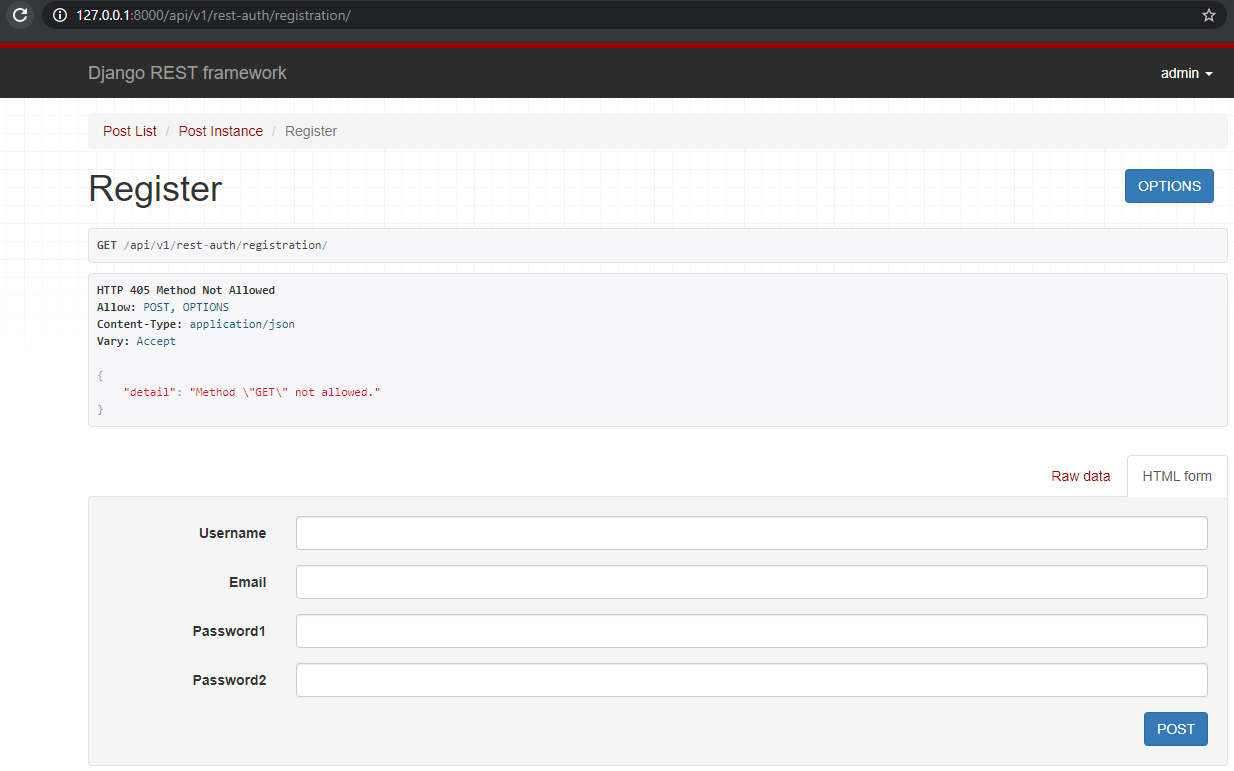 127.0.0.1:8000/api/v1/rest-auth/registration/
Django REST framework admin
Post List / Post Instance / Register
Register OPTIONS
GET /api/v1/rest-auth/registration/
HTTP 405 Method Not Allowed
Allow: POST, OPTIONS
Content-Type: application/json
Vary: Accept
{
    "detail": "Method \"GET\" not allowed."
}
Raw data HTML form
Username
Email
Password1
Password2
POST